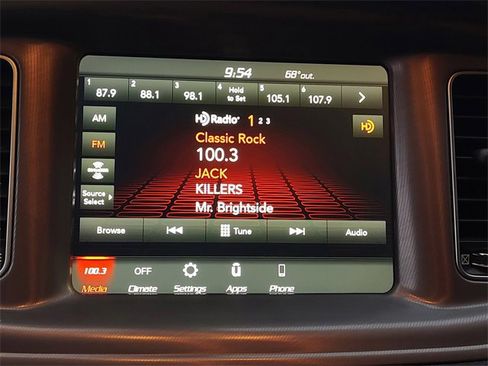 9:54 68° out.
1 87.9 2 88.1 3 98.1 4 Hold to Set 5 105.1 6 107.9
AM
HD Radio 1 2 3
HD
Classic Rock
FM
100.3
JACK
KILLERS
Source Select
Mr. Brightside
Browse Tune Audio
100.3 OFF
Media Climate Settings Apps Phone